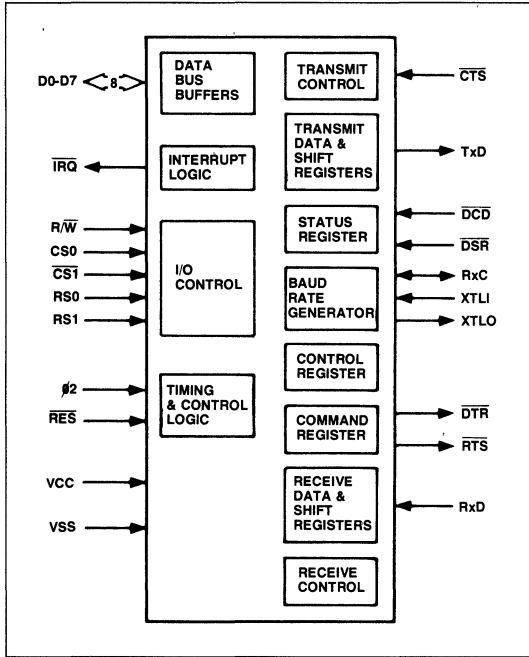 D0-D7
8
IRQ
R/W
CS0
CS1
RS0
RS1
ø2
RES
VCC
VSS
DATA
BUS
BUFFERS
INTERRUPT
LOGIC
I/O
CONTROL
TIMING
& CONTROL
LOGIC
TRANSMIT
CONTROL
TRANSMIT
DATA &
SHIFT
REGISTERS
STATUS
REGISTER
BAUD
RATE
GENERATOR
CONTROL
REGISTER
COMMAND
REGISTER
RECEIVE
DATA &
SHIFT
REGISTERS
RECEIVE
CONTROL
CTS
TxD
DCD
DSR
RxC
XTLI
XTLO
DTR
RTS
RxD